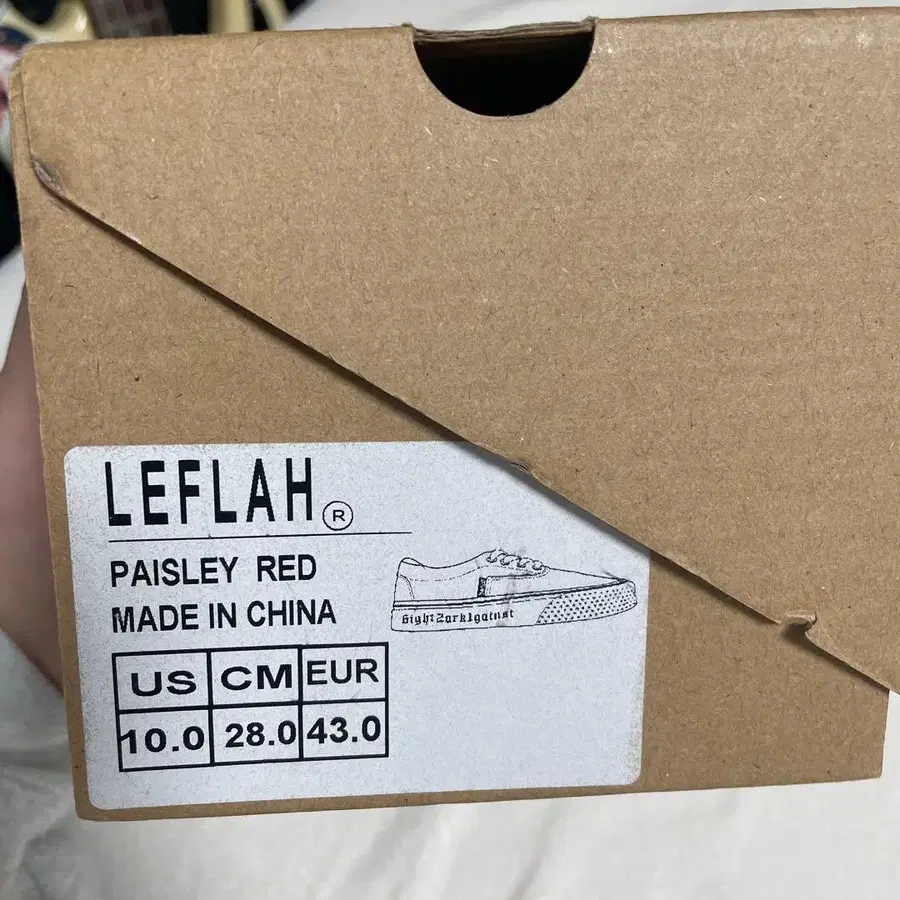 LEFLAH ®
PAISLEY RED
MADE IN CHINA
US CM EUR
10.0 28.0 43.0